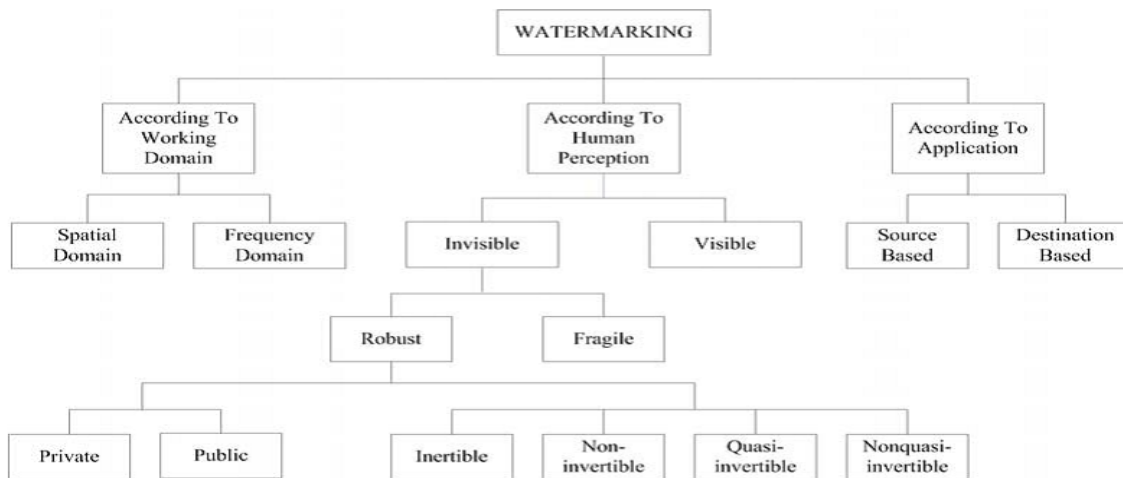 WATERMARKING
According To
Working
Domain
According To
Human
Perception
According To
Application
Spatial
Domain
Frequency
Domain
Invisible
Visible
Source
Based
Destination
Based
Robust
Fragile
Private
Public
Inertible
Non-
invertible
Quasi-
invertible
Nonquasi-
invertible